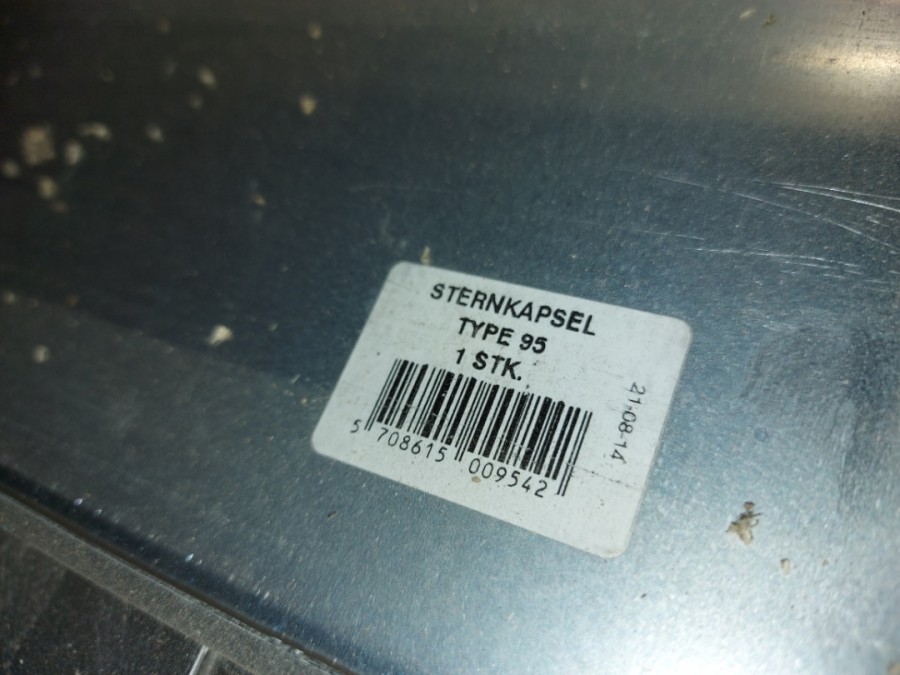 STERNKAPSEL
TYPE 95
1 STK.
5 708615 009542
21-08-14